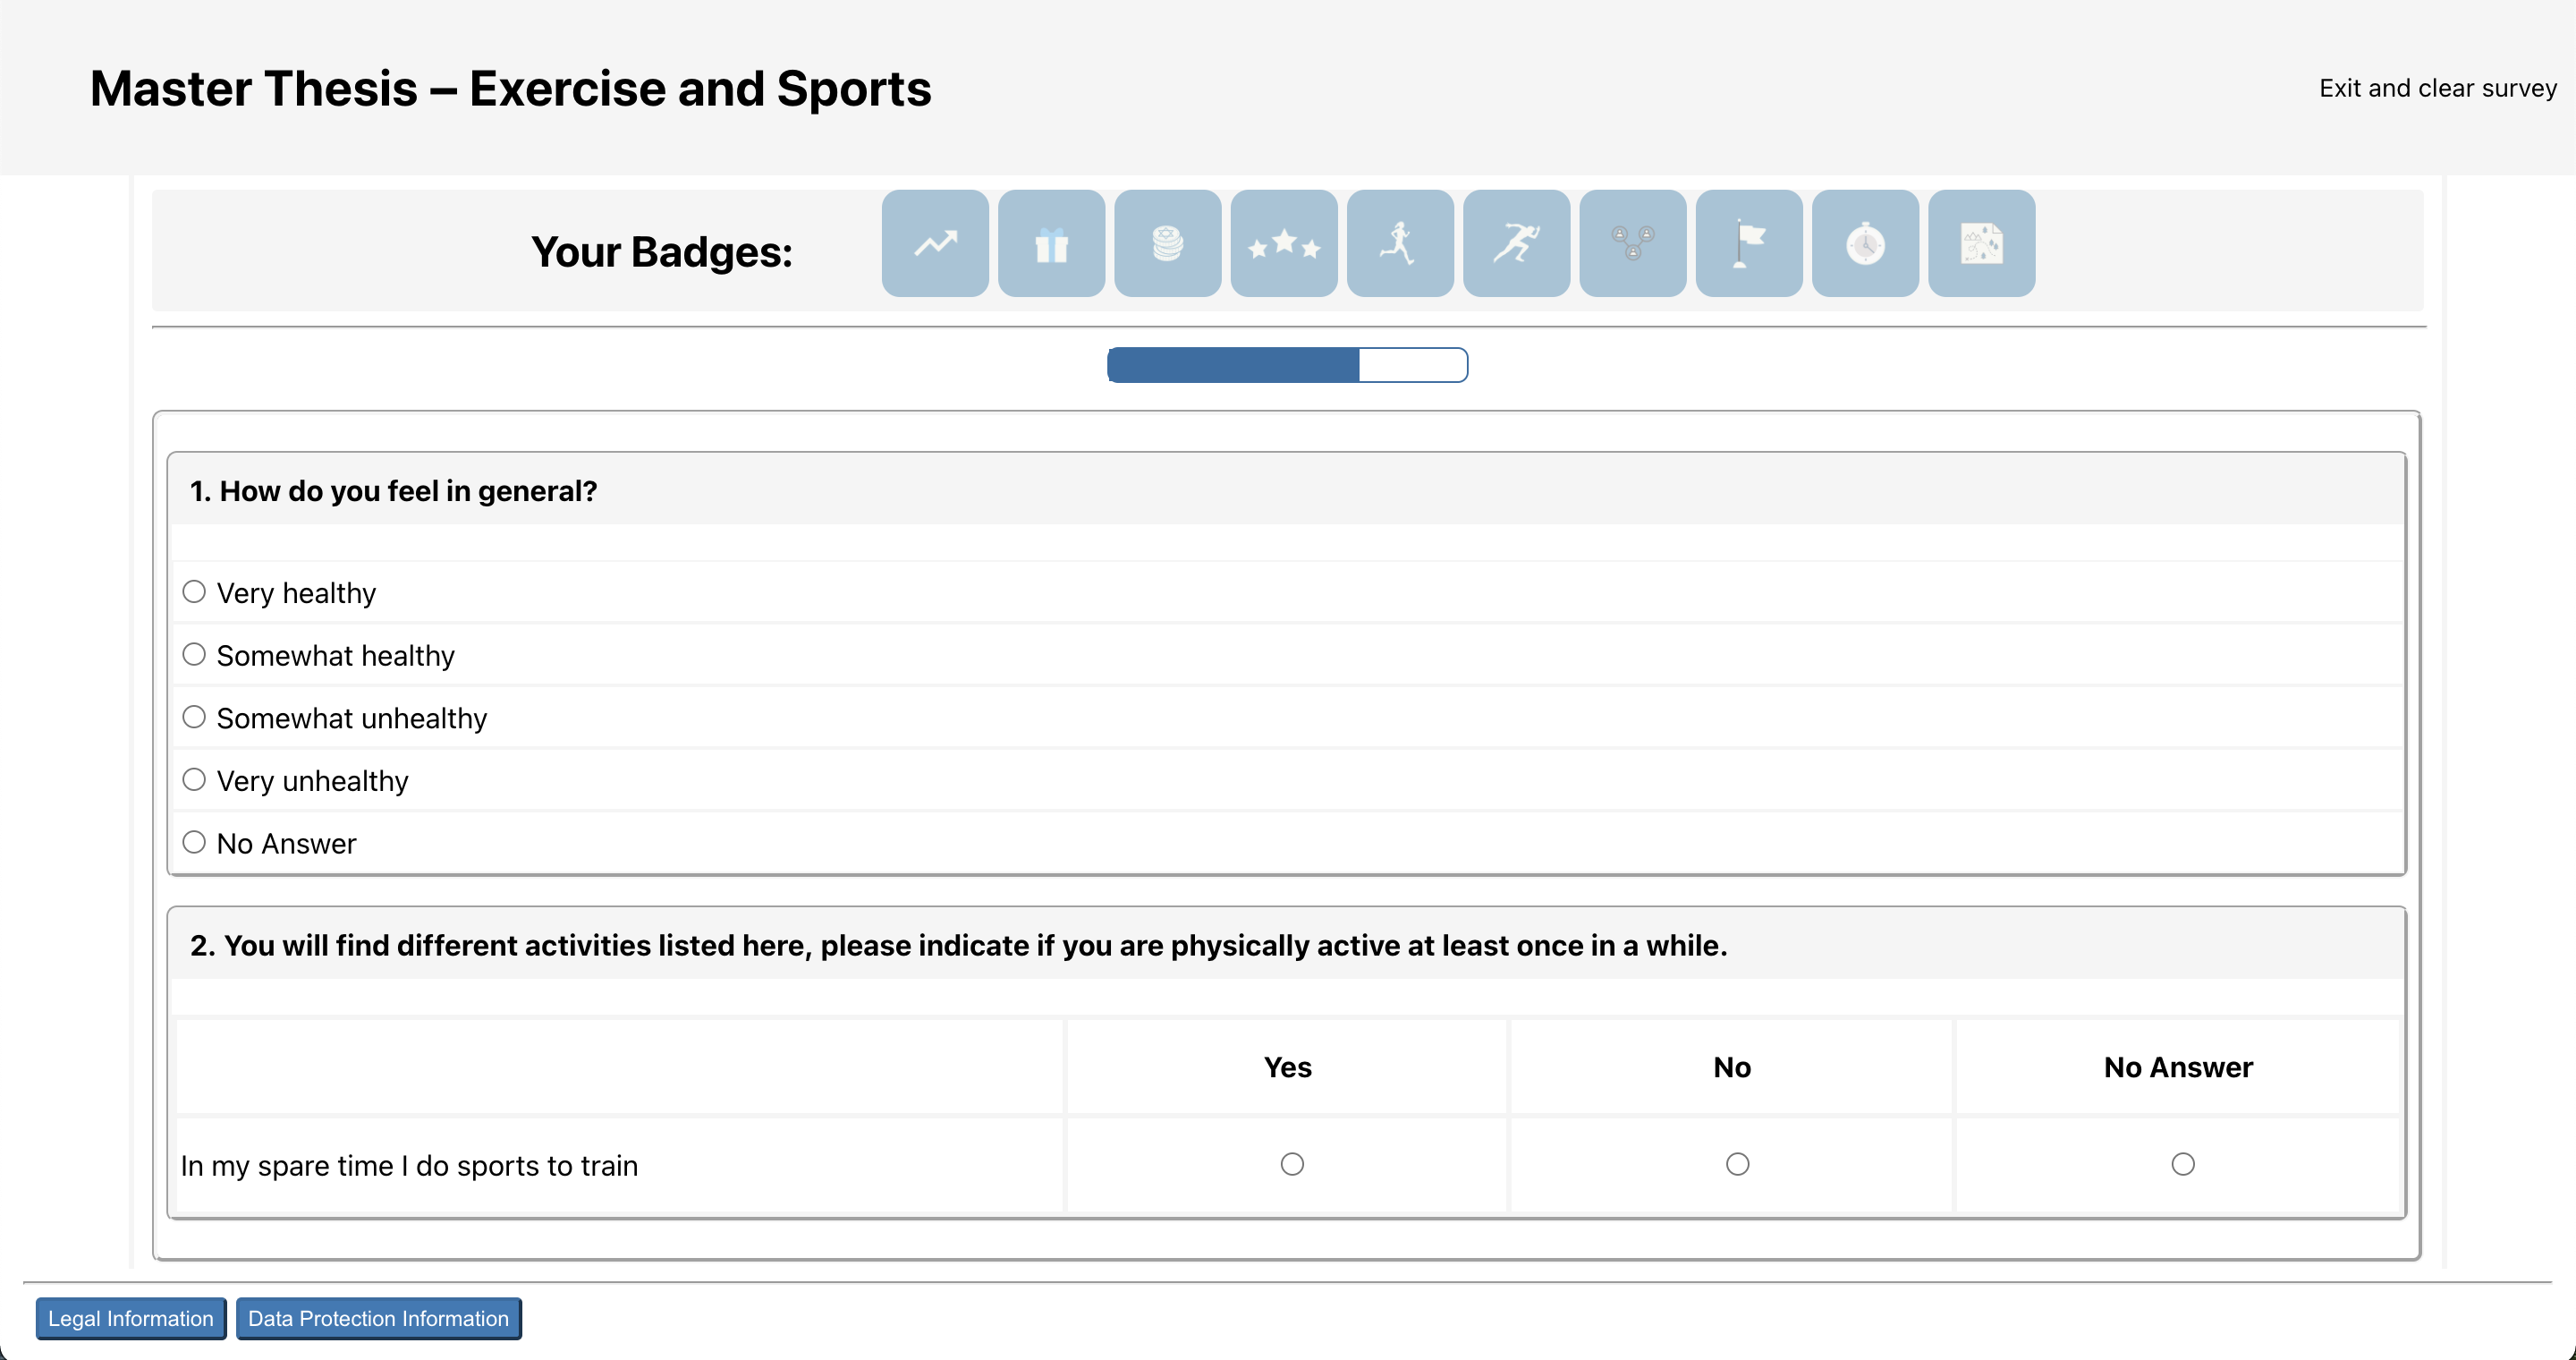 Master Thesis – Exercise and Sports
Exit and clear survey
Your Badges:
1. How do you feel in general?
Very healthy
Somewhat healthy
Somewhat unhealthy
Very unhealthy
No Answer
2. You will find different activities listed here, please indicate if you are physically active at least once in a while.
Yes No No Answer
In my spare time I do sports to train
Legal Information Data Protection Information